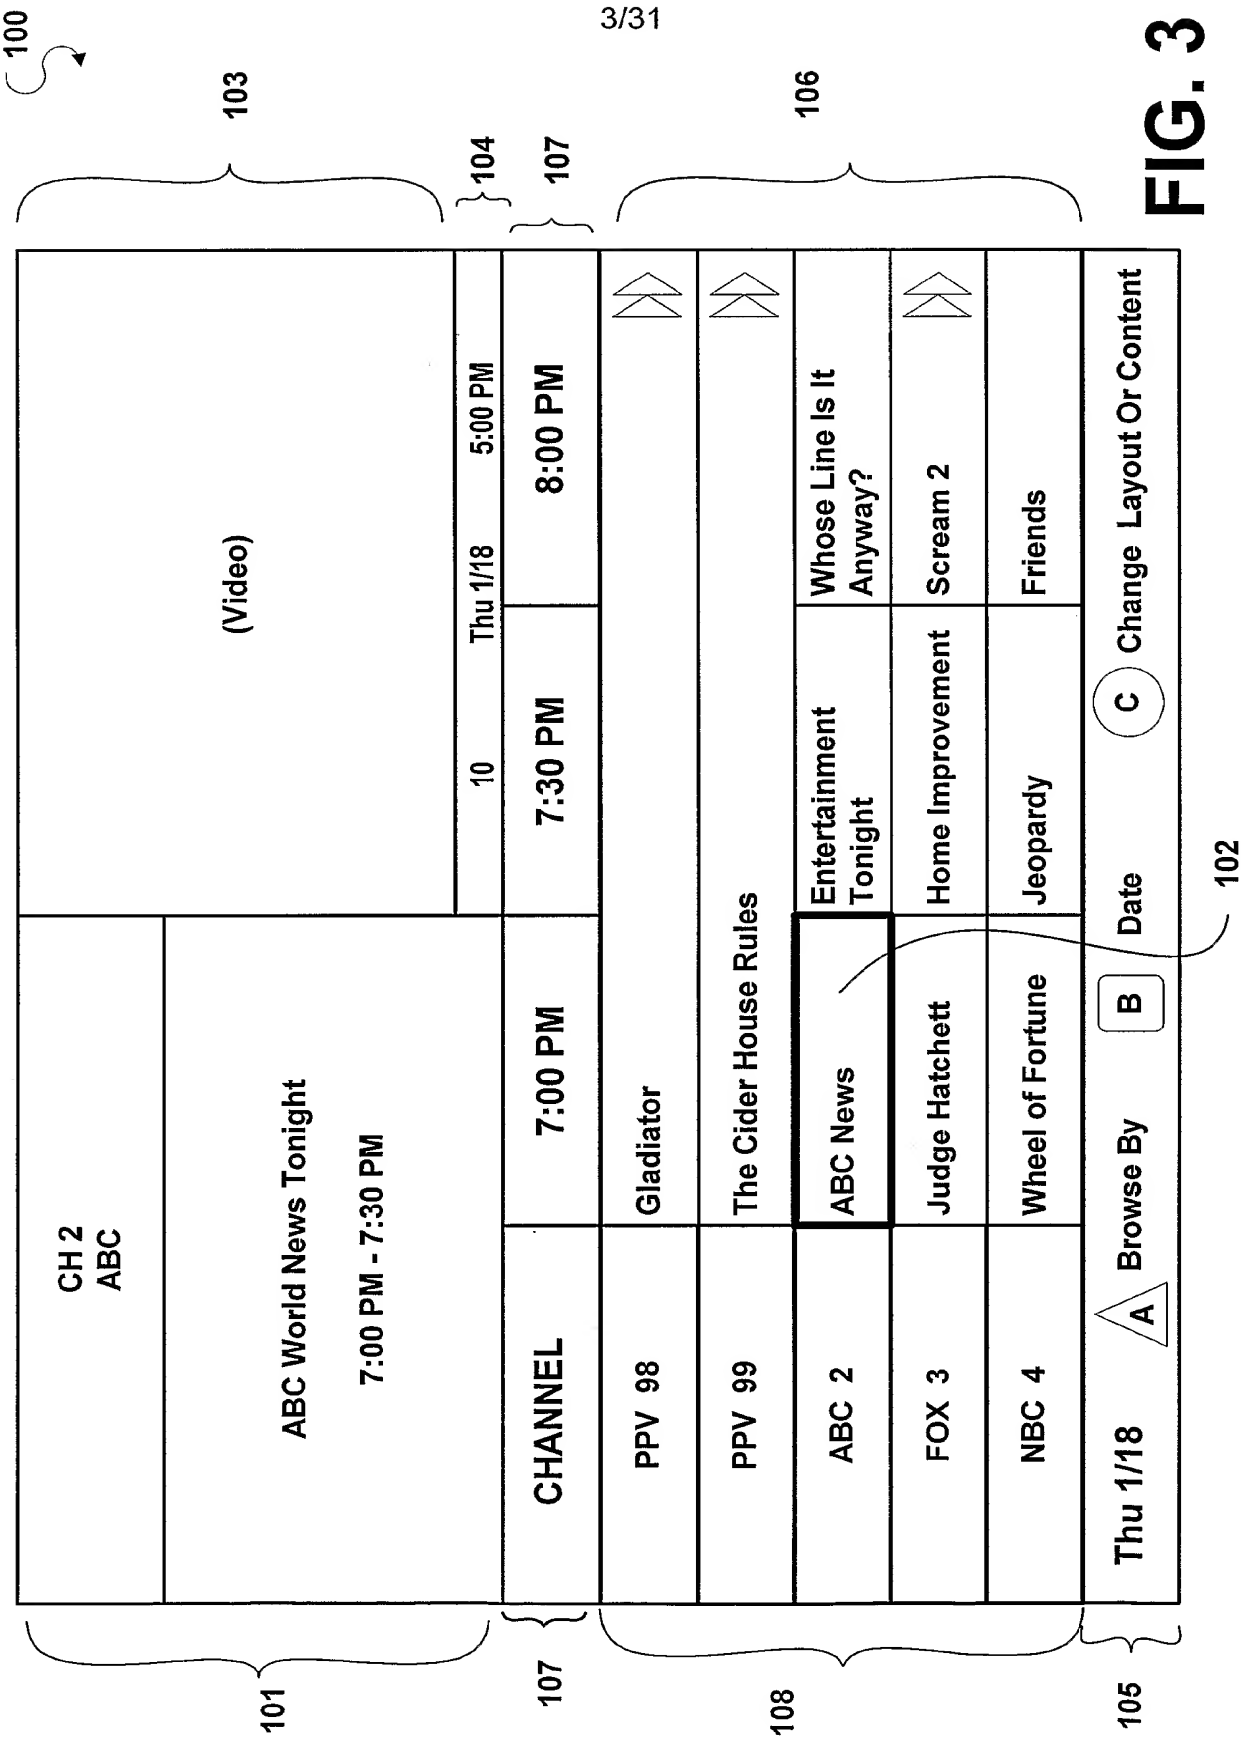 3/31
100
101
CH 2
ABC
ABC World News Tonight
7:00 PM - 7:30 PM
(Video)
103
10 Thu 1/18 5:00 PM
104
107
CHANNEL 7:00 PM 7:30 PM 8:00 PM
107
108
PPV 98 Gladiator
PPV 99 The Cider House Rules
ABC 2 ABC News Entertainment Tonight Whose Line Is It Anyway?
FOX 3 Judge Hatchett Home Improvement Scream 2
NBC 4 Wheel of Fortune Jeopardy Friends
106
105
Thu 1/18 A Browse By B Date C Change Layout Or Content
102
FIG. 3